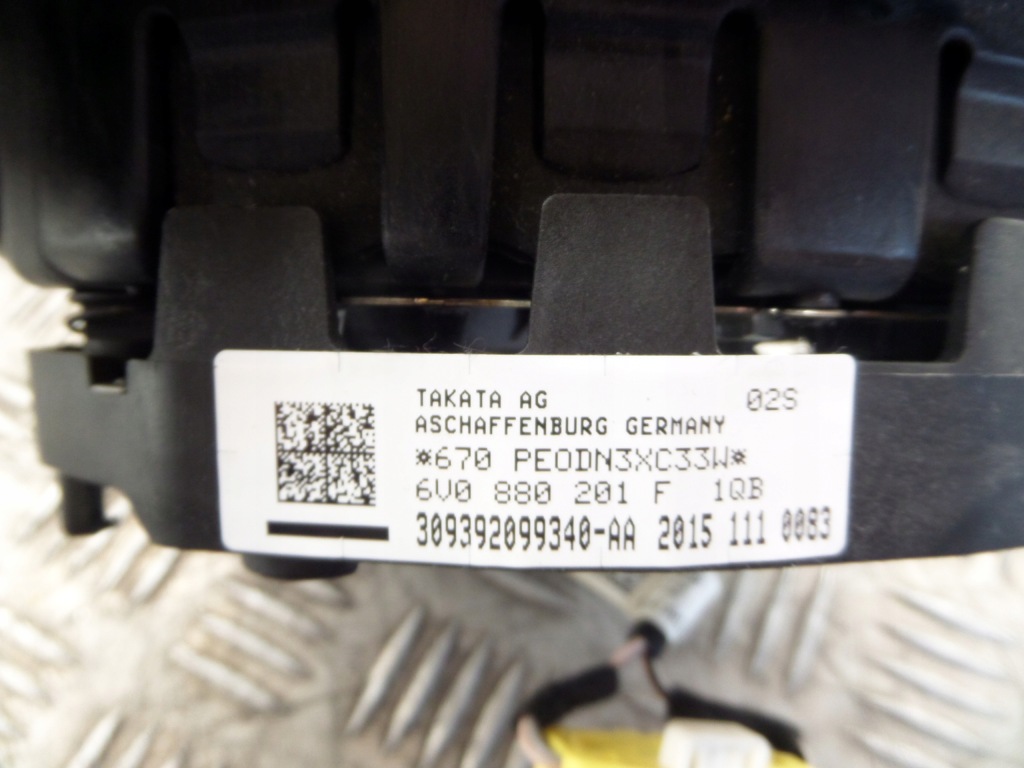 TAKATA AG 02S
ASCHAFFENBURG GERMANY
*670 PE0DN3XC33W*
6V0 880 201 F 1QB
309392099340-AA 2015 111 0083